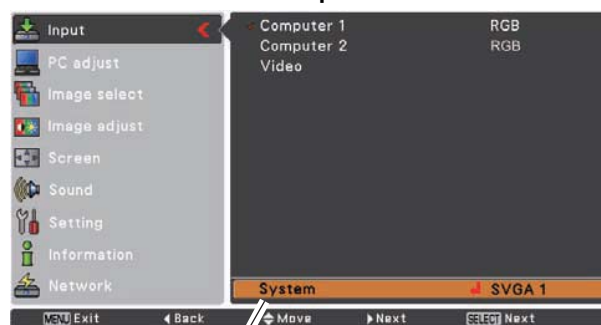 Input
PC adjust
Image select
Image adjust
Screen
Sound
Setting
Information
Network
Computer 1 RGB
Computer 2 RGB
Video
System SVGA 1
MENU Exit Back Move Next SELECT Next